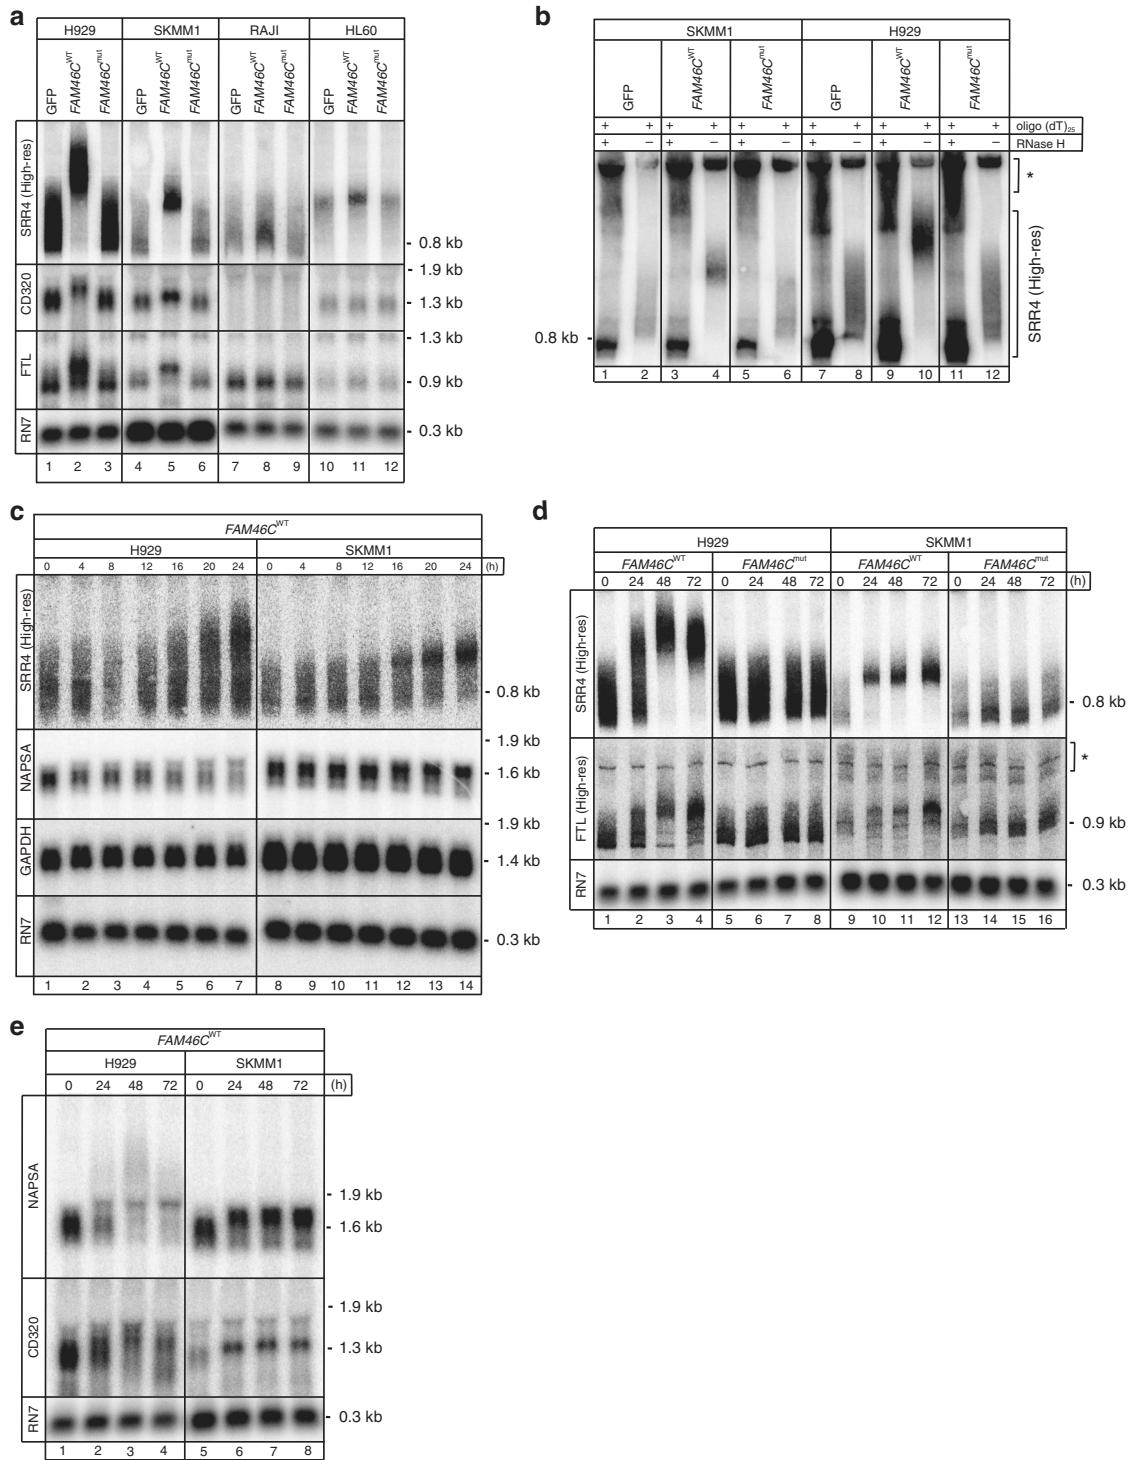 a
H929 SKMM1 RAJI HL60
GFP FAM46C^WT FAM46C^mut GFP FAM46C^WT FAM46C^mut GFP FAM46C^WT FAM46C^mut GFP FAM46C^WT FAM46C^mut
SRR4 (High-res)
- 0.8 kb
CD320
- 1.9 kb
- 1.3 kb
FTL
- 1.3 kb
- 0.9 kb
RN7
- 0.3 kb
1 2 3 4 5 6 7 8 9 10 11 12
b
SKMM1 H929
GFP FAM46C^WT FAM46C^mut GFP FAM46C^WT FAM46C^mut
+ + + + + + + + + + + + oligo (dT)₂₅
+ − + − + − + − + − + − RNase H
*
SRR4 (High-res)
0.8 kb -
1 2 3 4 5 6 7 8 9 10 11 12
c
FAM46C^WT
H929 SKMM1
0 4 8 12 16 20 24 0 4 8 12 16 20 24 (h)
SRR4 (High-res)
- 0.8 kb
NAPSA
- 1.9 kb
- 1.6 kb
GAPDH
- 1.9 kb
- 1.4 kb
RN7
- 0.3 kb
1 2 3 4 5 6 7 8 9 10 11 12 13 14
d
H929 SKMM1
FAM46C^WT FAM46C^mut FAM46C^WT FAM46C^mut
0 24 48 72 0 24 48 72 0 24 48 72 0 24 48 72 (h)
SRR4 (High-res)
- 0.8 kb
FTL (High-res)
*
- 0.9 kb
RN7
- 0.3 kb
1 2 3 4 5 6 7 8 9 10 11 12 13 14 15 16
e
FAM46C^WT
H929 SKMM1
0 24 48 72 0 24 48 72 (h)
NAPSA
- 1.9 kb
- 1.6 kb
CD320
- 1.9 kb
- 1.3 kb
RN7
- 0.3 kb
1 2 3 4 5 6 7 8